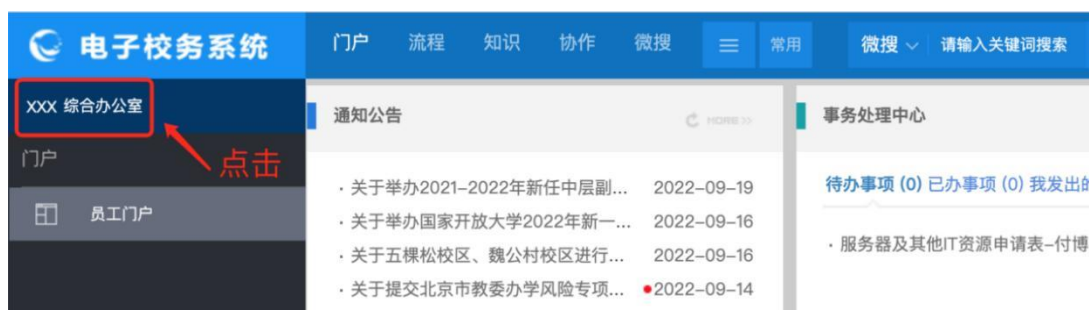 电子校务系统 门户 流程 知识 协作 微搜 常用 微搜 请输入关键词搜索
XXX 综合办公室
门户
点击
员工门户
通知公告 MORE >>
· 关于举办2021-2022年新任中层副... 2022-09-19
· 关于举办国家开放大学2022年新一... 2022-09-16
· 关于五棵松校区、魏公村校区进行... 2022-09-16
· 关于提交北京市教委办学风险专项... 2022-09-14
事务处理中心
待办事项 (0) 已办事项 (0) 我发出的
· 服务器及其他IT资源申请表-付博